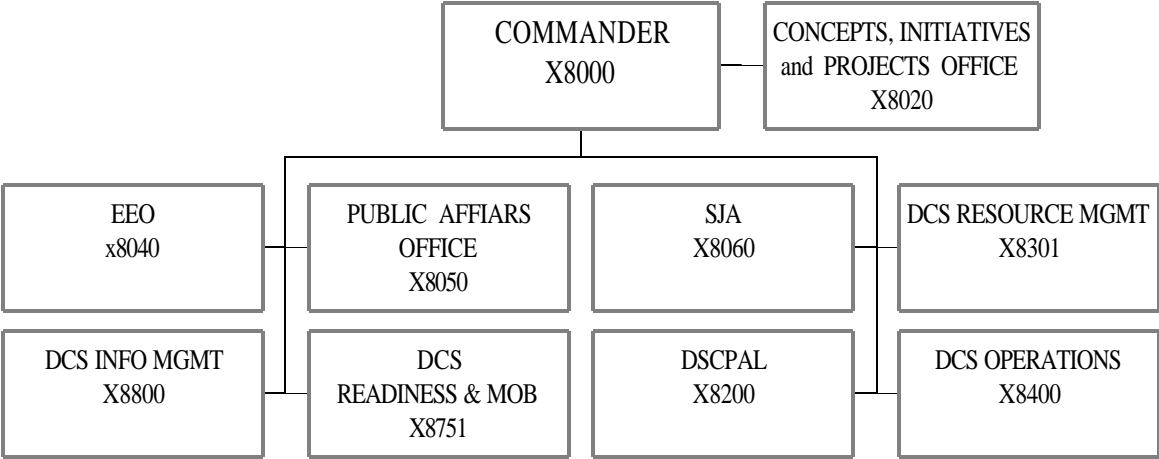 COMMANDER
X8000
CONCEPTS, INITIATIVES
and PROJECTS OFFICE
X8020
EEO
x8040
PUBLIC AFFIARS
OFFICE
X8050
SJA
X8060
DCS RESOURCE MGMT
X8301
DCS INFO MGMT
X8800
DCS
READINESS & MOB
X8751
DSCPAL
X8200
DCS OPERATIONS
X8400